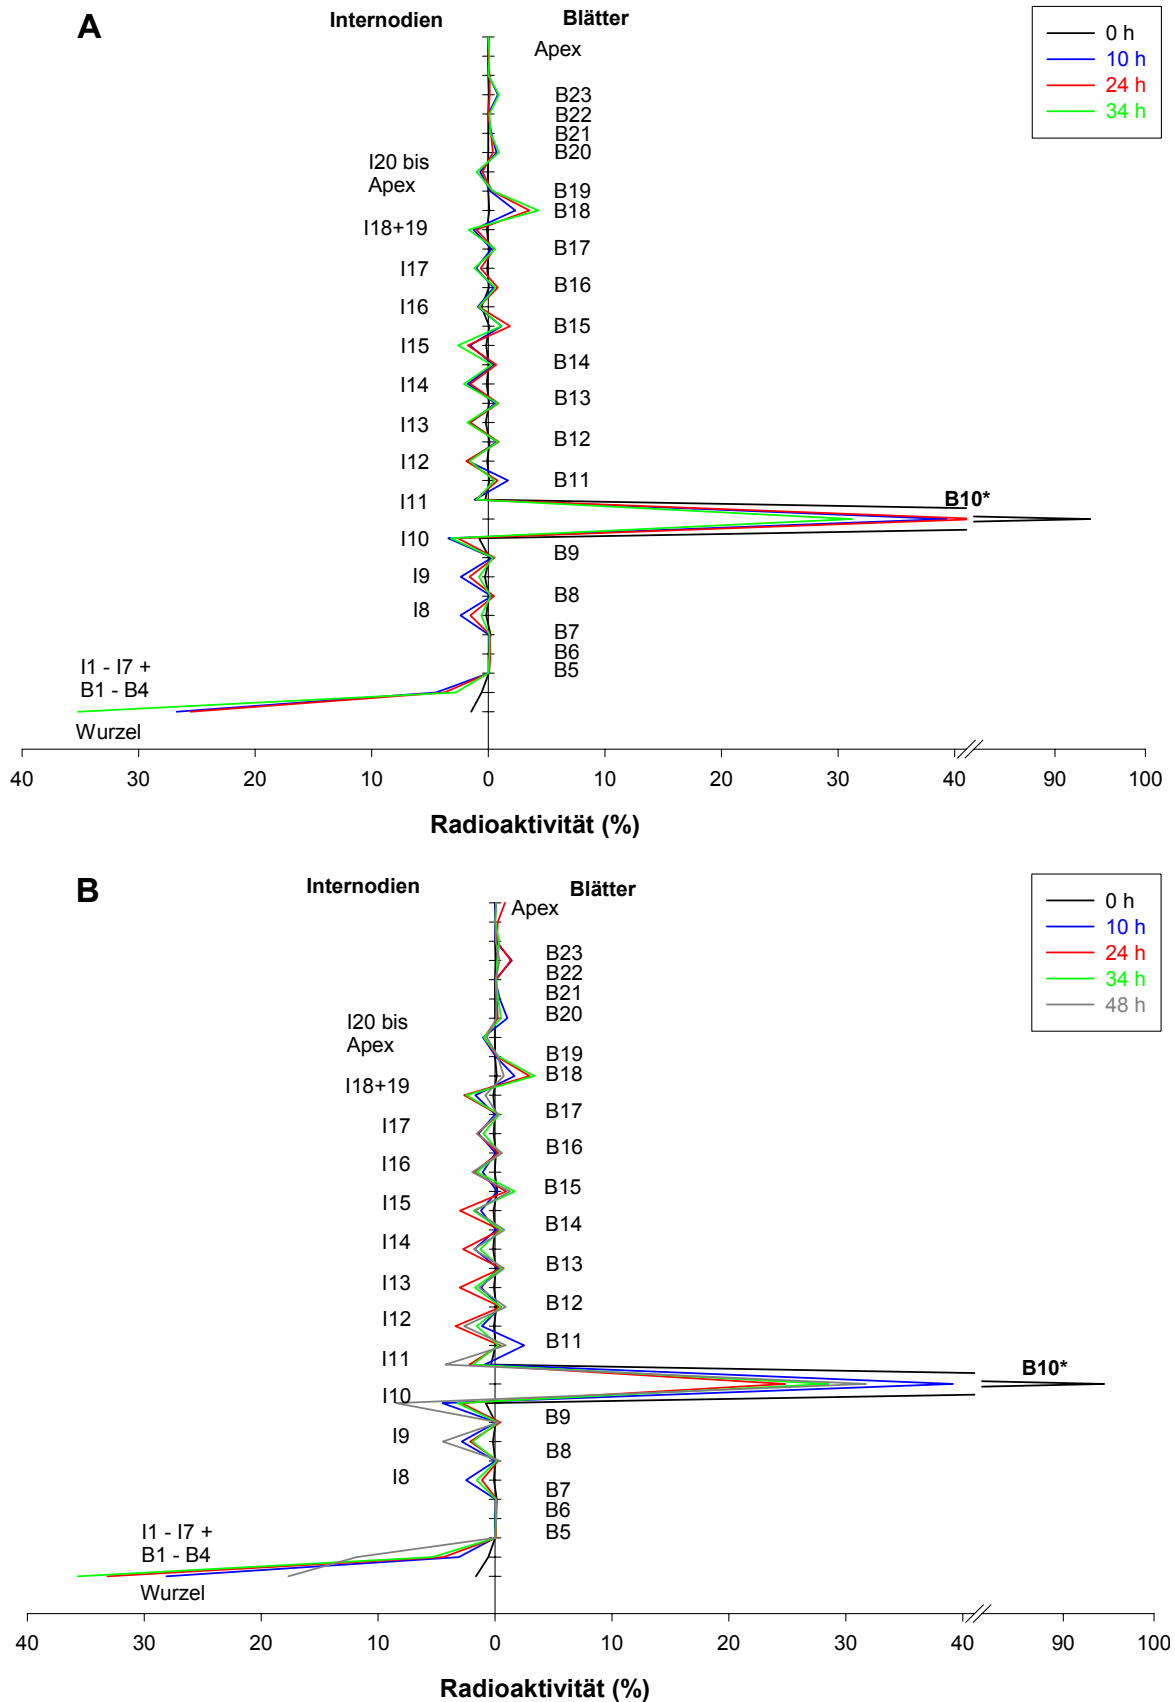 A
Internodien
Blätter
0 h
10 h
24 h
34 h
Apex
B23
B22
B21
B20
I20 bis
Apex
B19
B18
I18+19
B17
I17
B16
I16
B15
I15
B14
I14
B13
I13
B12
I12
B11
I11
B10*
I10
B9
I9
B8
I8
B7
B6
B5
I1 - I7 +
B1 - B4
Wurzel
40 30 20 10 0 10 20 30 40 90 100
Radioaktivität (%)
B
Internodien
Blätter
0 h
10 h
24 h
34 h
48 h
Apex
B23
B22
B21
B20
I20 bis
Apex
B19
B18
I18+19
B17
I17
B16
I16
B15
I15
B14
I14
B13
I13
B12
I12
B11
I11
B10*
I10
B9
I9
B8
I8
B7
B6
B5
I1 - I7 +
B1 - B4
Wurzel
40 30 20 10 0 10 20 30 40 90 100
Radioaktivität (%)